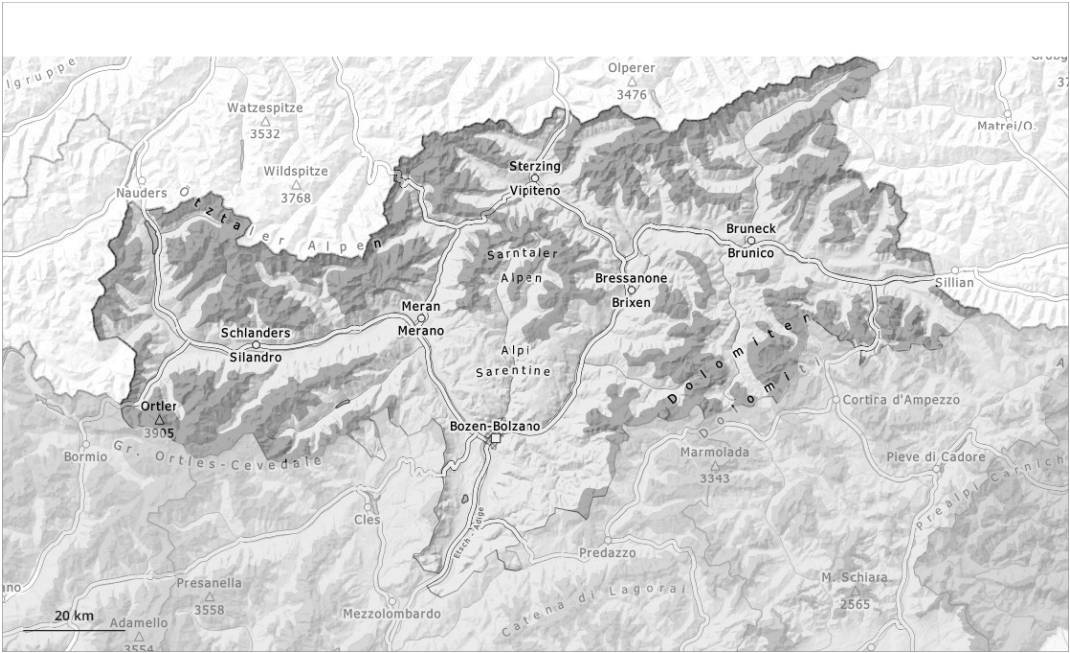 lgruppe
Olperer
3476
Watzespitze
3532
Matrei/O.
Sterzing
Vipiteno
Wildspitze
3768
Nauders
Ötztaler Alpen
Bruneck
Brunico
Sarntaler
Alpen
Bressanone
Brixen
Sillian
Meran
Merano
Schlanders
Silandro
Alpi
Sarentine
Dolomiten
Dolomiti
Ortler
3905
Cortina d'Ampezzo
Bozen-Bolzano
Gr. Ortles-Cevedale
Bormio
Marmolada
3343
Pieve di Cadore
Prealpi Carnich
Cles
Etsch - Adige
Predazzo
Presanella
3558
M. Schiara
2565
Mezzolombardo
Catena di Lagorai
20 km
Adamello
3554